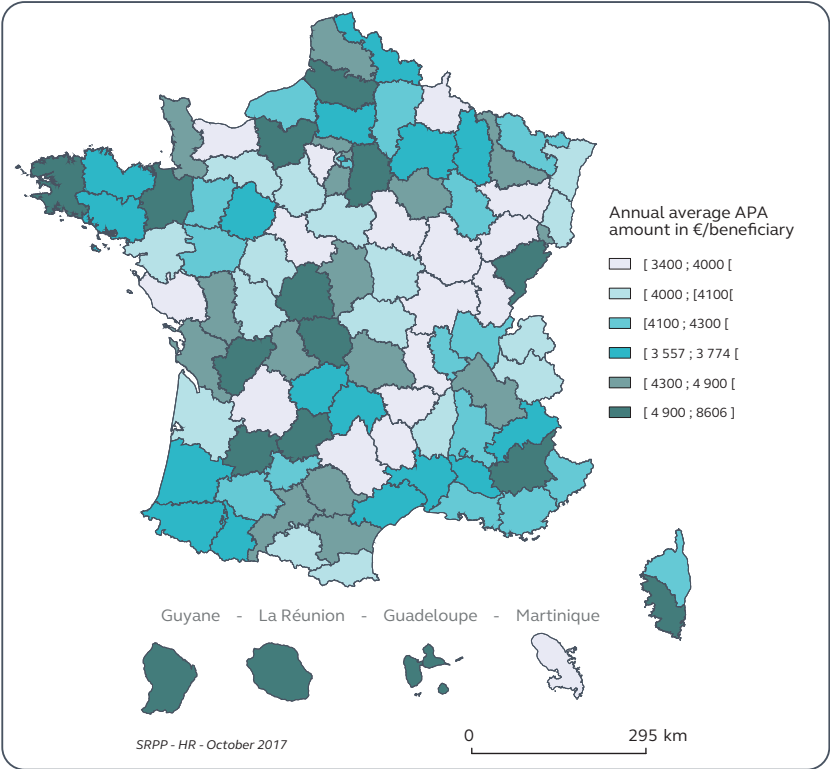 Annual average APA
amount in €/beneficiary
[ 3400 ; 4000 [
[ 4000 ; [4100[
[4100 ; 4300 [
[ 3 557 ; 3 774 [
[ 4300 ; 4 900 [
[ 4 900 ; 8606 ]
Guyane - La Réunion - Guadeloupe - Martinique
SRPP - HR - October 2017
0 295 km